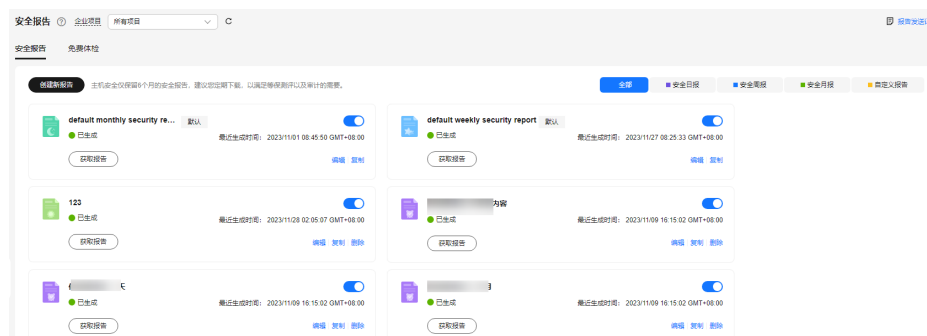 安全报告 企业项目 所有项目
报告发送
安全报告 免费体检
创建新报告 主机安全仅保留6个月的安全报告，建议您定期下载，以满足等保测评以及审计的需要。
全部 安全日报 安全周报 安全月报 自定义报告
default monthly security re... 默认
已生成
最近生成时间： 2023/11/01 08:45:50 GMT+08:00
获取报告
编辑 复制
default weekly security report 默认
已生成
最近生成时间： 2023/11/27 08:25:33 GMT+08:00
获取报告
编辑 复制
123
已生成
最近生成时间： 2023/11/28 02:05:07 GMT+08:00
获取报告
编辑 复制 删除
内容
已生成
最近生成时间： 2023/11/09 16:15:02 GMT+08:00
获取报告
编辑 复制 删除
天
已生成
最近生成时间： 2023/11/09 16:15:02 GMT+08:00
获取报告
编辑 复制 删除
已生成
最近生成时间： 2023/11/09 16:15:02 GMT+08:00
获取报告
编辑 复制 删除